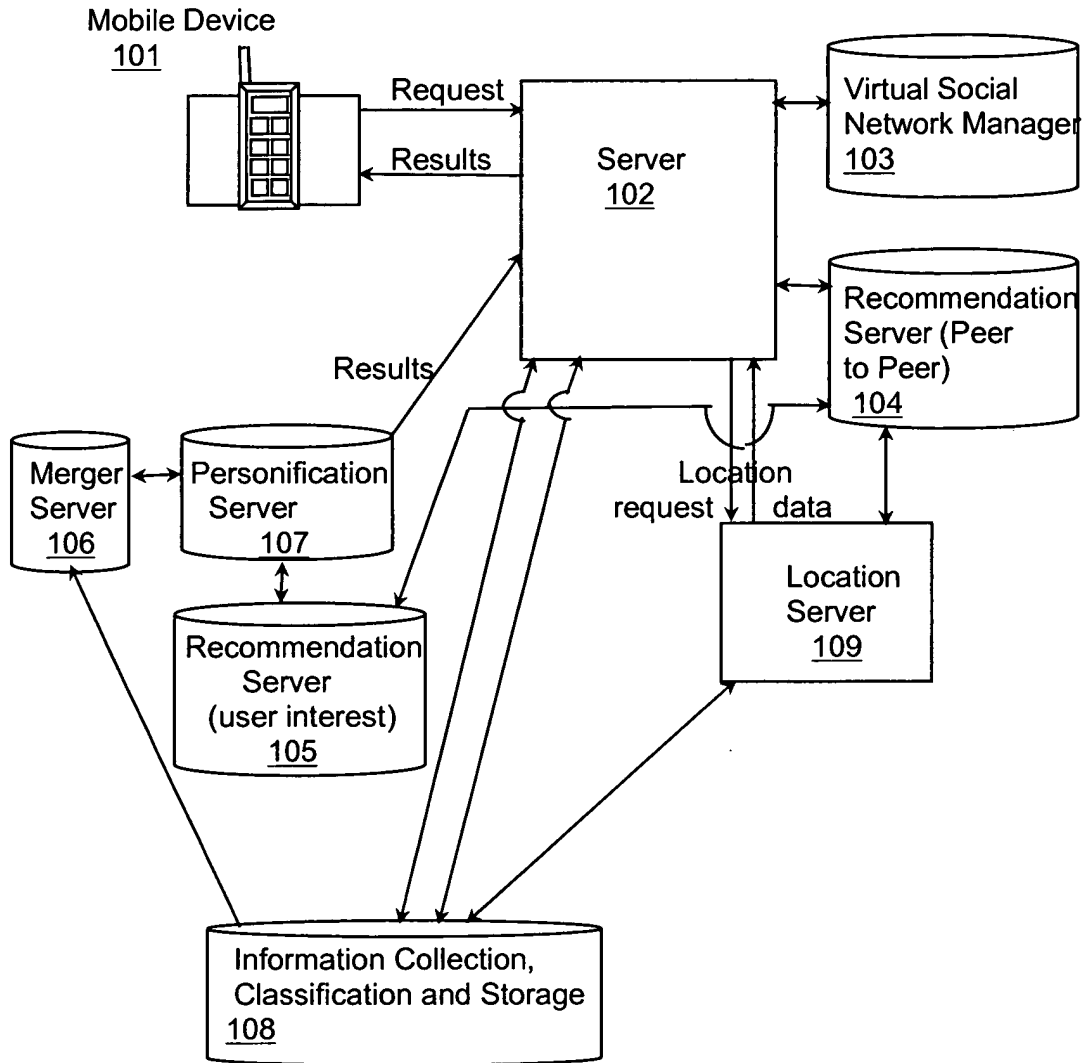 Mobile Device
101
Request
Results
Server
102
Virtual Social
Network Manager
103
Recommendation
Server (Peer
to Peer)
104
Results
Merger
Server
106
Personification
Server
107
Location
request data
Location
Server
109
Recommendation
Server
(user interest)
105
Information Collection,
Classification and Storage
108